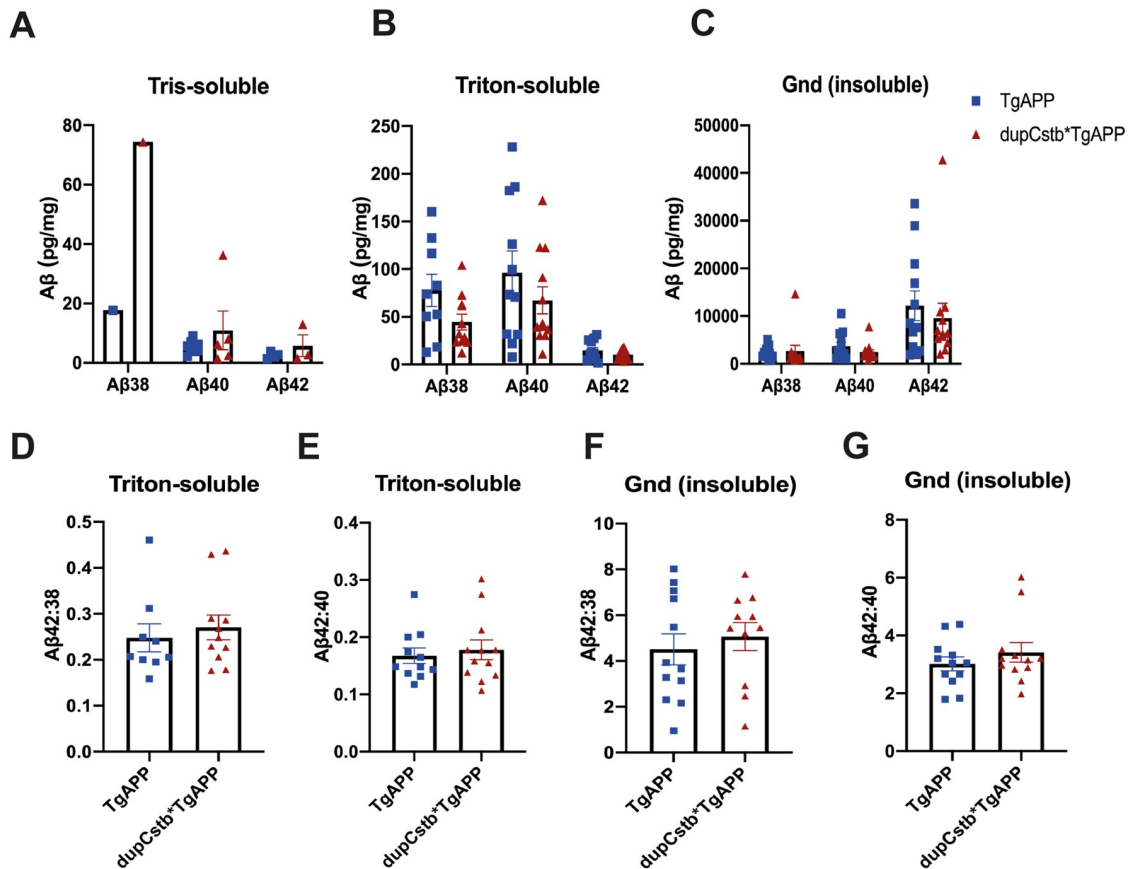 A
B
C
Tris-soluble
Triton-soluble
Gnd (insoluble)
TgAPP
dupCstb*TgAPP
Aβ (pg/mg)
80
60
40
20
0
Aβ38
Aβ40
Aβ42
Aβ (pg/mg)
250
200
150
100
50
0
Aβ38
Aβ40
Aβ42
Aβ (pg/mg)
50000
40000
30000
20000
10000
0
Aβ38
Aβ40
Aβ42
D
E
F
G
Triton-soluble
Triton-soluble
Gnd (insoluble)
Gnd (insoluble)
Aβ42:38
0.5
0.4
0.3
0.2
0.1
0.0
TgAPP
dupCstb*TgAPP
Aβ42:40
0.4
0.3
0.2
0.1
0.0
TgAPP
dupCstb*TgAPP
Aβ42:38
10
8
6
4
2
0
TgAPP
dupCstb*TgAPP
Aβ42:40
8
6
4
2
0
TgAPP
dupCstb*TgAPP